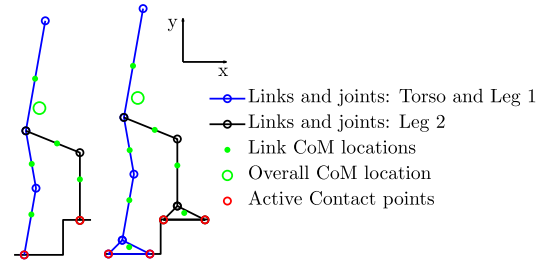 y
x
Links and joints: Torso and Leg 1
Links and joints: Leg 2
Link CoM locations
Overall CoM location
Active Contact points